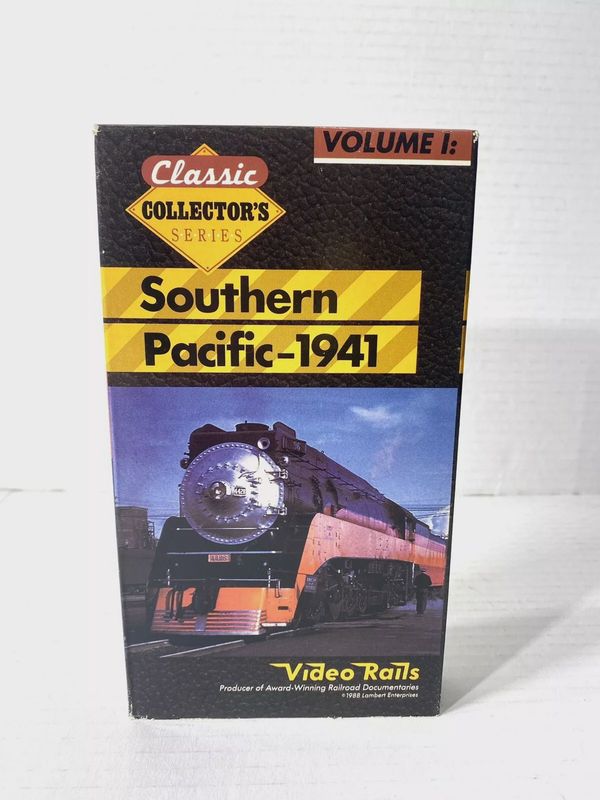 VOLUME I:
Classic
COLLECTOR'S
SERIES
Southern
Pacific-1941
Video Rails
Producer of Award-Winning Railroad Documentaries
©1988 Lambert Enterprises